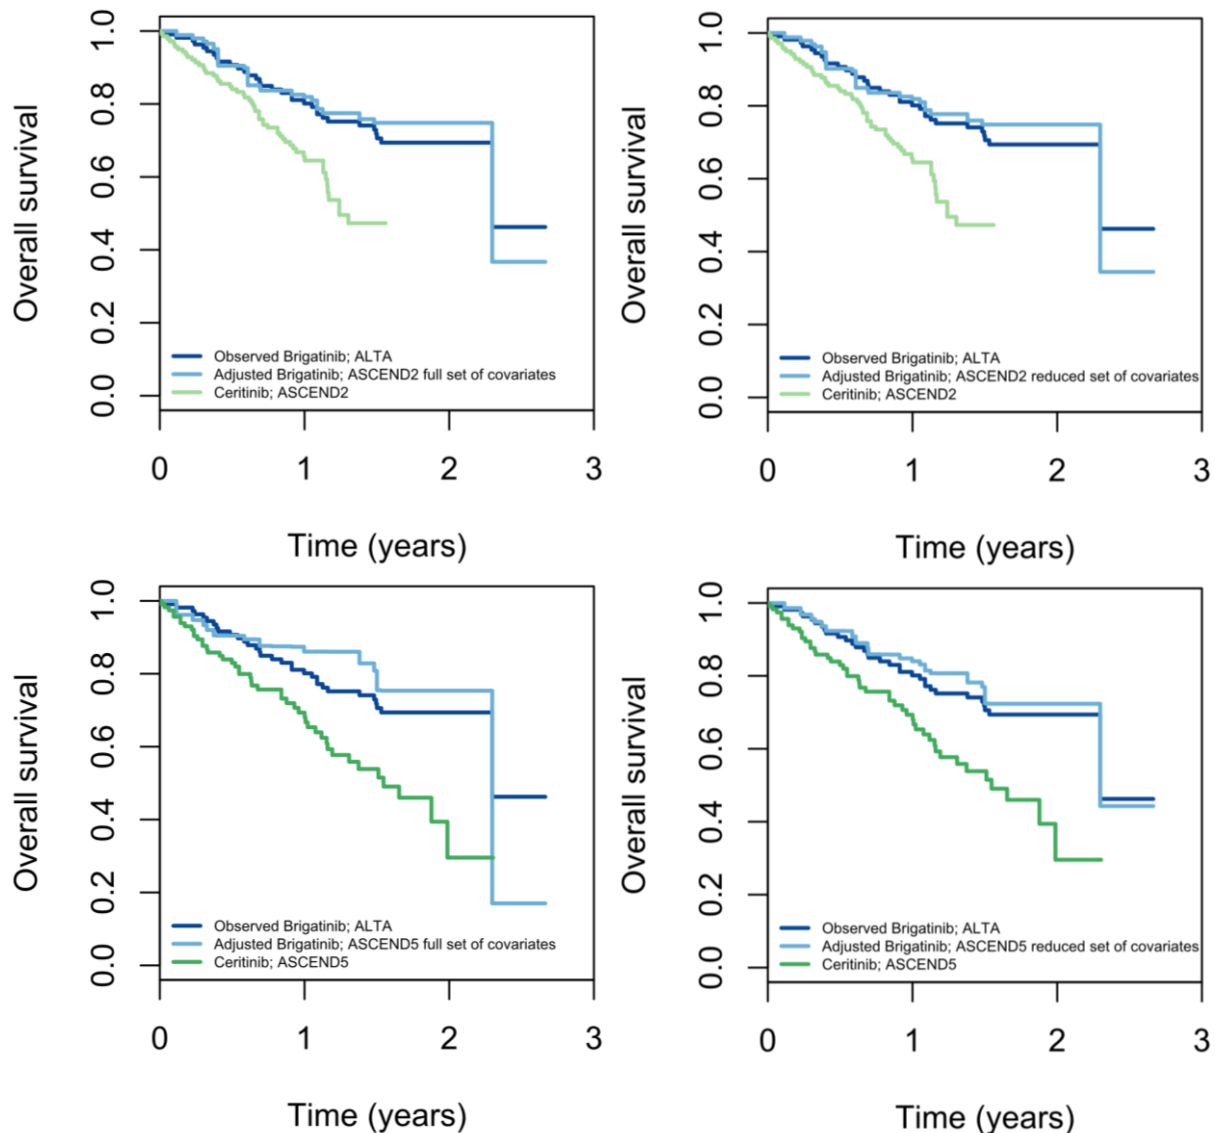 Overall survival
1.0
0.8
0.6
0.4
0.2
0.0
Observed Brigatinib; ALTA
Adjusted Brigatinib; ASCEND2 full set of covariates
Ceritinib; ASCEND2
0 1 2 3
Time (years)
Overall survival
1.0
0.8
0.6
0.4
0.2
0.0
Observed Brigatinib; ALTA
Adjusted Brigatinib; ASCEND2 reduced set of covariates
Ceritinib; ASCEND2
0 1 2 3
Time (years)
Overall survival
1.0
0.8
0.6
0.4
0.2
0.0
Observed Brigatinib; ALTA
Adjusted Brigatinib; ASCEND5 full set of covariates
Ceritinib; ASCEND5
0 1 2 3
Time (years)
Overall survival
1.0
0.8
0.6
0.4
0.2
0.0
Observed Brigatinib; ALTA
Adjusted Brigatinib; ASCEND5 reduced set of covariates
Ceritinib; ASCEND5
0 1 2 3
Time (years)